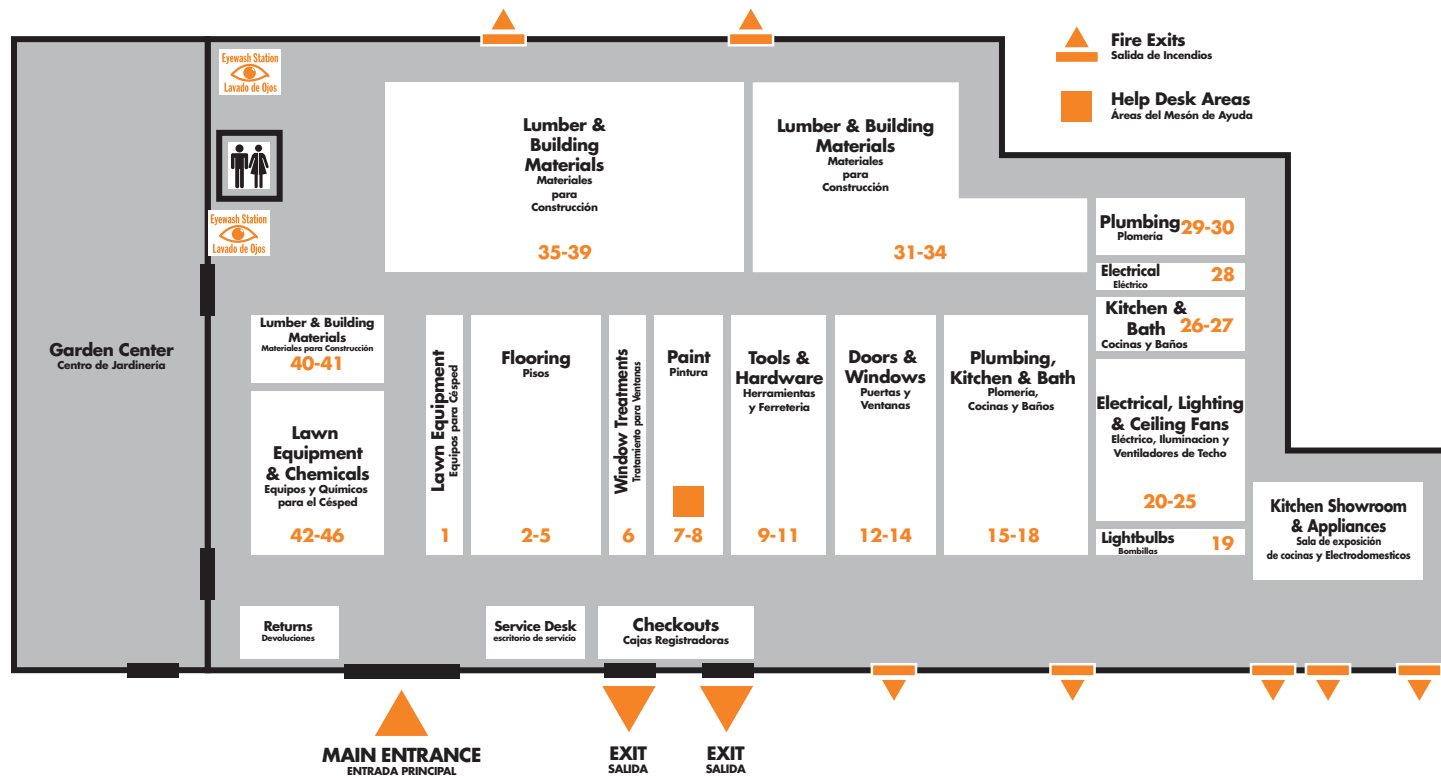 Fire Exits
Salida de Incendios
Help Desk Areas
Áreas del Mesón de Ayuda
Eyewash Station
Lavado de Ojos
Eyewash Station
Lavado de Ojos
Garden Center
Centro de Jardinería
Lumber &
Building
Materials
Materiales
para
Construcción
35-39
Lumber & Building
Materials
Materiales
para
Construcción
31-34
Plumbing
Plomería
29-30
Electrical
Eléctrico
28
Kitchen &
Bath
Cocinas y Baños
26-27
Lumber & Building
Materials
Materiales para Construcción
40-41
Lawn
Equipment
& Chemicals
Equipos y Químicos
para el Césped
42-46
Lawn Equipment
Equipos para Césped
1
Flooring
Pisos
2-5
Window Treatments
Tratamiento para Ventanas
6
Paint
Pintura
7-8
Tools &
Hardware
Herramientas
y Ferreteria
9-11
Doors &
Windows
Puertas y
Ventanas
12-14
Plumbing,
Kitchen & Bath
Plomería,
Cocinas y Baños
15-18
Electrical, Lighting
& Ceiling Fans
Eléctrico, Iluminacion y
Ventiladores de Techo
20-25
Lightbulbs
Bombillas
19
Kitchen Showroom
& Appliances
Sala de exposición
de cocinas y Electrodomesticos
Returns
Devoluciones
Service Desk
escritorio de servicio
Checkouts
Cajas Registradoras
MAIN ENTRANCE
ENTRADA PRINCIPAL
EXIT
SALIDA
EXIT
SALIDA